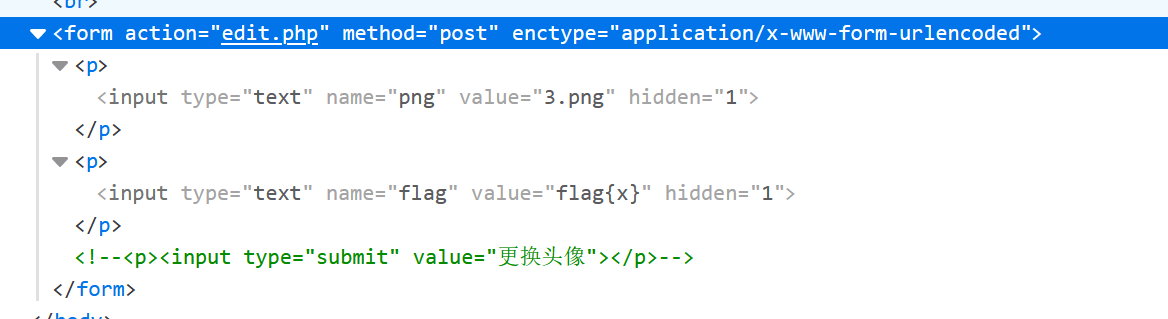 <br>
<form action="edit.php" method="post" enctype="application/x-www-form-urlencoded">
<p>
<input type="text" name="png" value="3.png" hidden="1">
</p>
<p>
<input type="text" name="flag" value="flag{x}" hidden="1">
</p>
<!--<p><input type="submit" value="更换头像"></p>-->
</form>
</body>